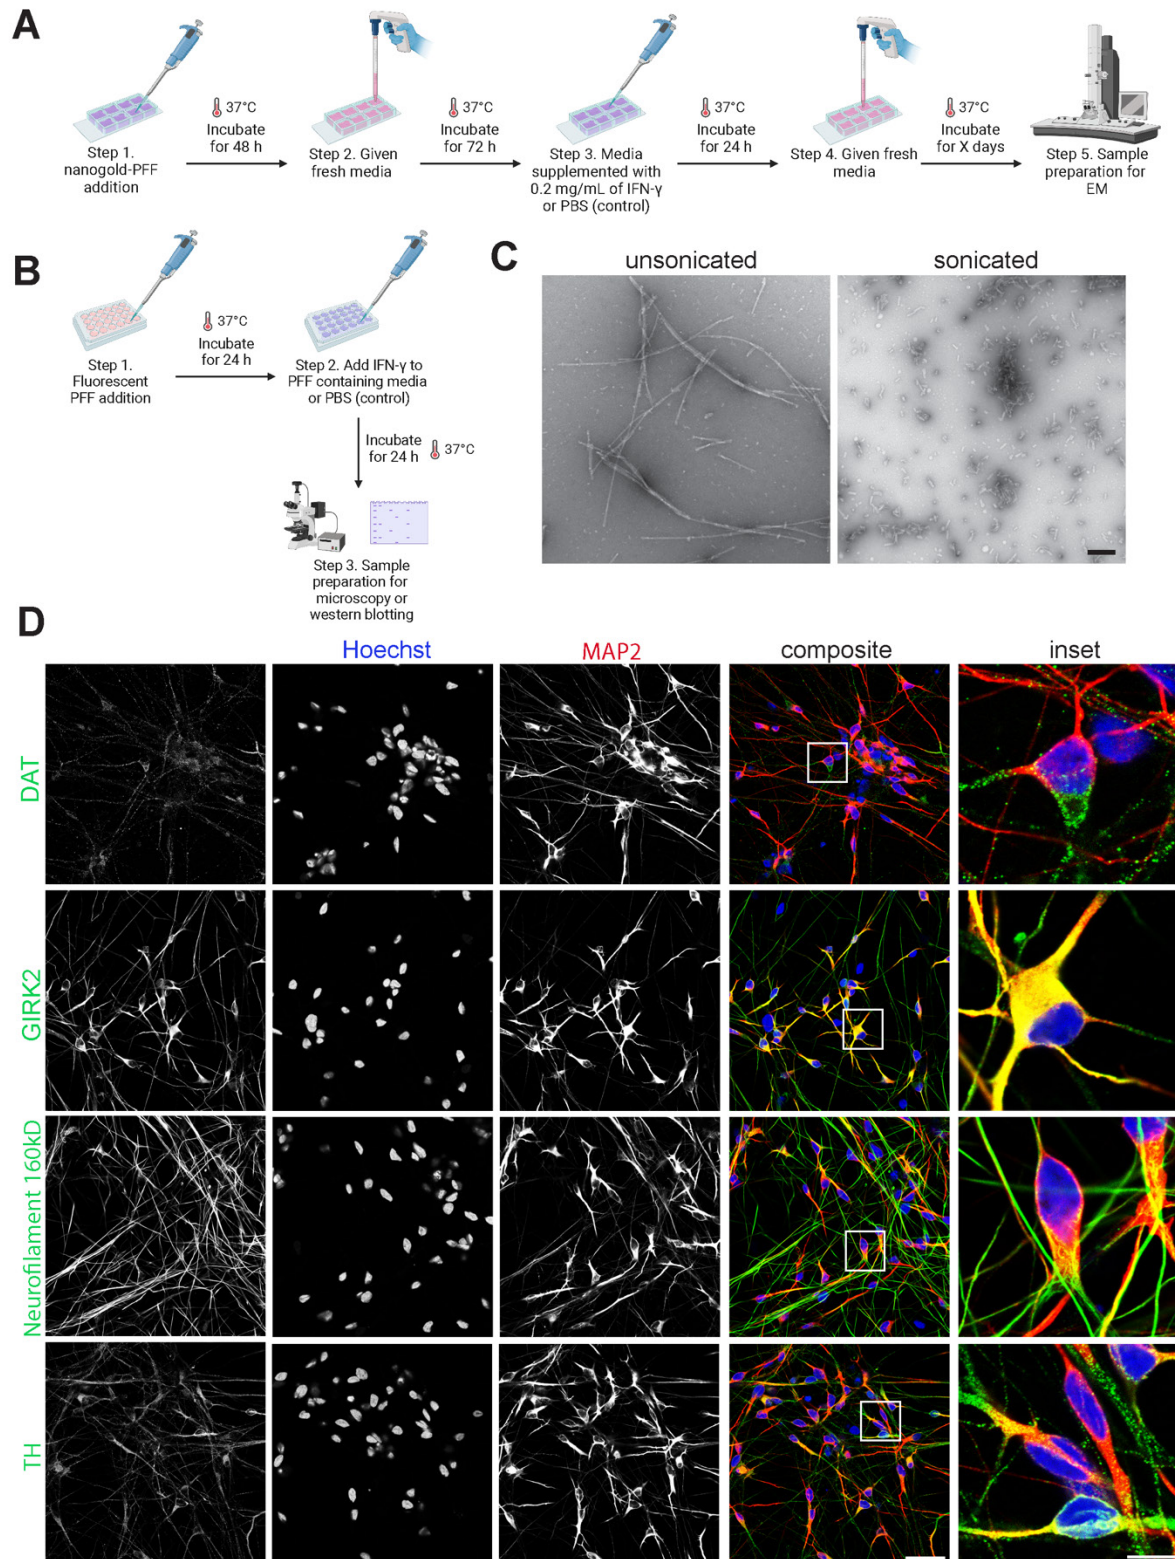 A
37°C
Incubate
for 48 h
37°C
Incubate
for 72 h
37°C
Incubate
for 24 h
37°C
Incubate
for X days
Step 1.
nanogold-PFF
addition
Step 2. Given
fresh media
Step 3. Media
supplemented with
0.2 mg/mL of IFN-γ
or PBS (control)
Step 4. Given fresh
media
Step 5. Sample
preparation for
EM
B
37°C
Incubate
for 24 h
Step 1.
Fluorescent
PFF addition
Step 2. Add IFN-γ to
PFF containing media
or PBS (control)
Incubate
for 24 h
37°C
Step 3. Sample
preparation for
microscopy or
western blotting
C
unsonicated
sonicated
D
Hoechst
MAP2
composite
inset
DAT
GIRK2
Neurofilament 160kD
TH